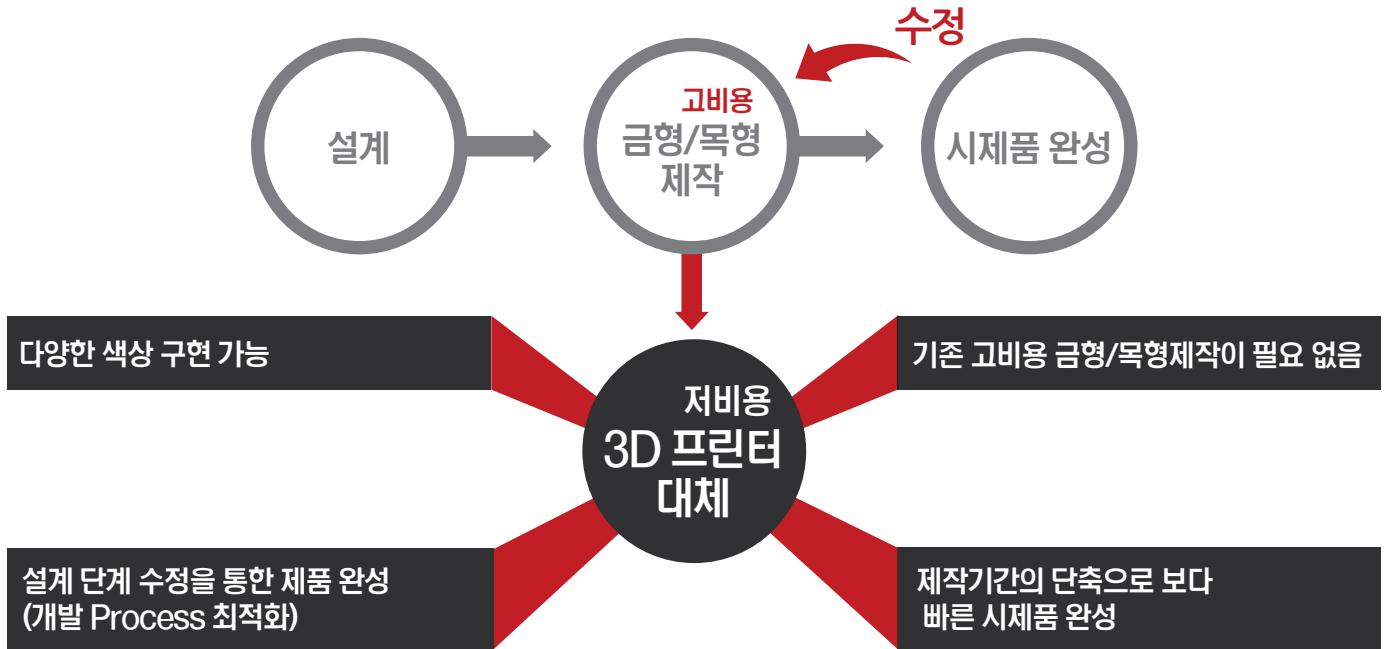 수정
설계
고비용
금형/목형
제작
시제품 완성
다양한 색상 구현 가능
기존 고비용 금형/목형제작이 필요 없음
저비용
3D 프린터
대체
설계 단계 수정을 통한 제품 완성
(개발 Process 최적화)
제작기간의 단축으로 보다
빠른 시제품 완성